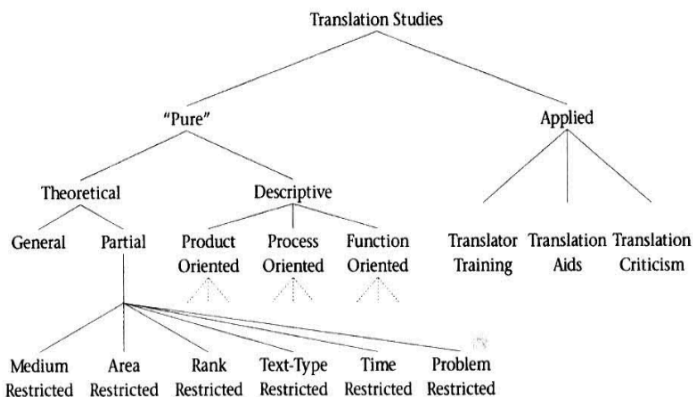 Translation Studies
"Pure"
Applied
Theoretical
Descriptive
General
Partial
Product
Oriented
Process
Oriented
Function
Oriented
Translator
Training
Translation
Aids
Translation
Criticism
Medium
Restricted
Area
Restricted
Rank
Restricted
Text-Type
Restricted
Time
Restricted
Problem
Restricted